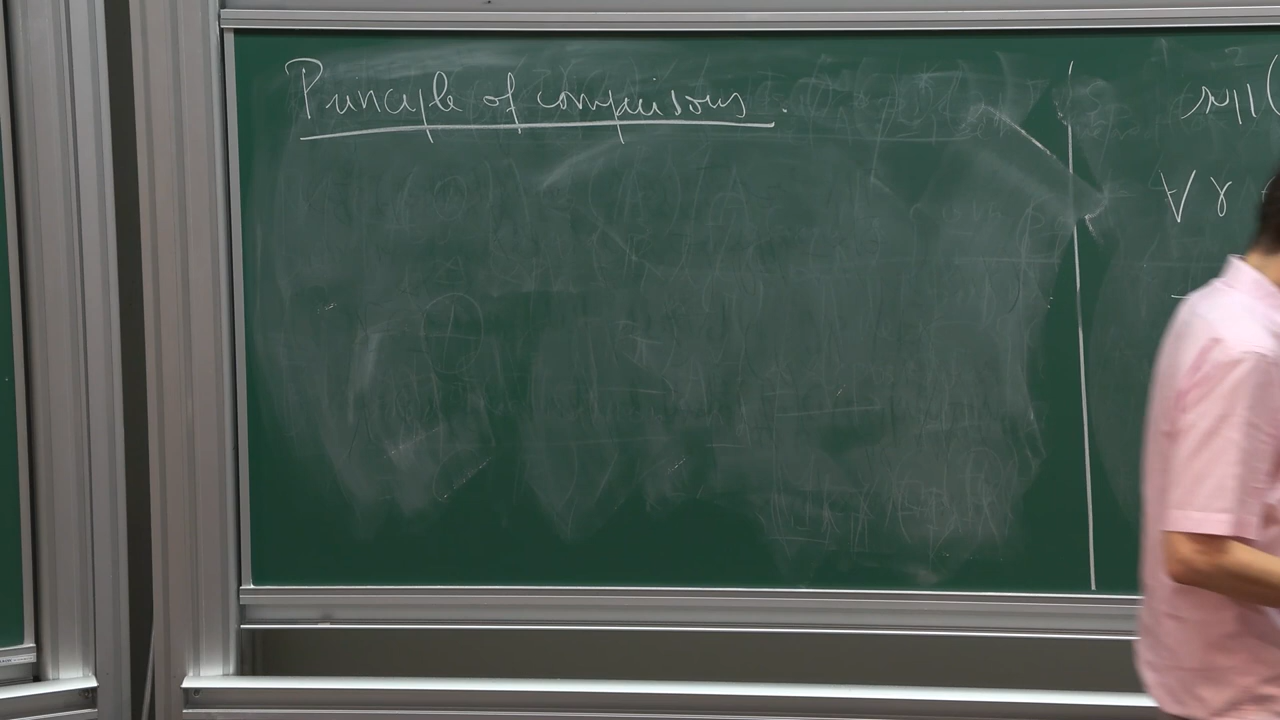 Principle of comparisons.
∀ γ